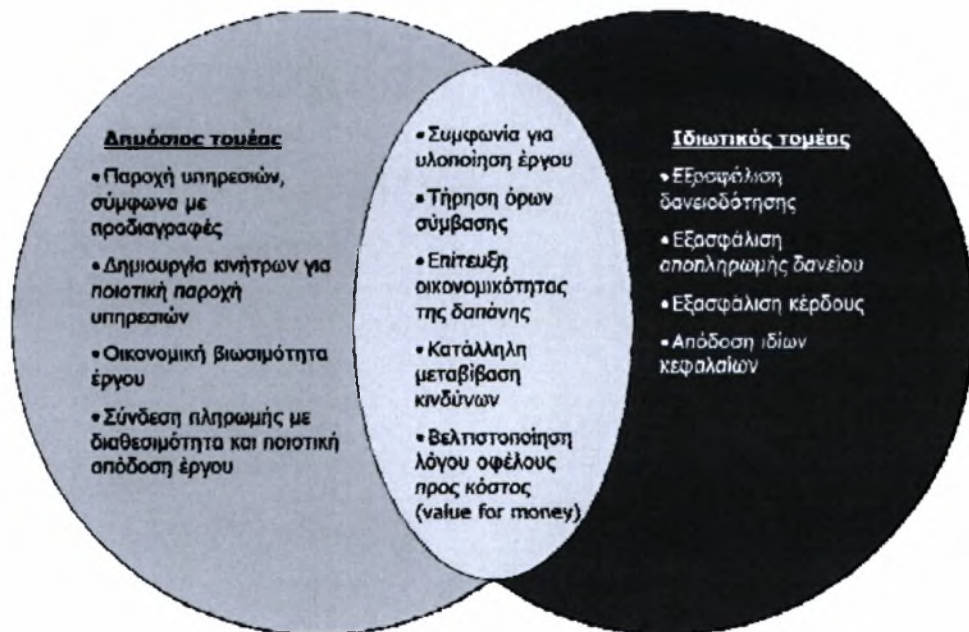 Δημόσιος τομέας
• Παροχή υπηρεσιών,
σύμφωνα με
προδιαγραφές
• Δημιουργία κινήτρων για
ποιοτική παροχή
υπηρεσιών
• Οικονομική βιωσιμότητα
έργου
• Σύνδεση πληρωμής με
διαθεσιμότητα και ποιοτική
απόδοση έργου
• Συμφωνία για
υλοποίηση έργου
• Τήρηση όρων
σύμβασης
• Επίτευξη
οικονομικότητας
της δαπάνης
• Κατάλληλη
μεταβίβαση
κινδύνων
• Βελτιστοποίηση
λόγου οφέλους
προς κόστος
(value for money)
Ιδιωτικός τομέας
• Εξασφάλιση
δανειοδότησης
• Εξασφάλιση
αποπληρωμής δανείου
• Εξασφάλιση κέρδους
• Απόδοση ιδίων
κεφαλαίων